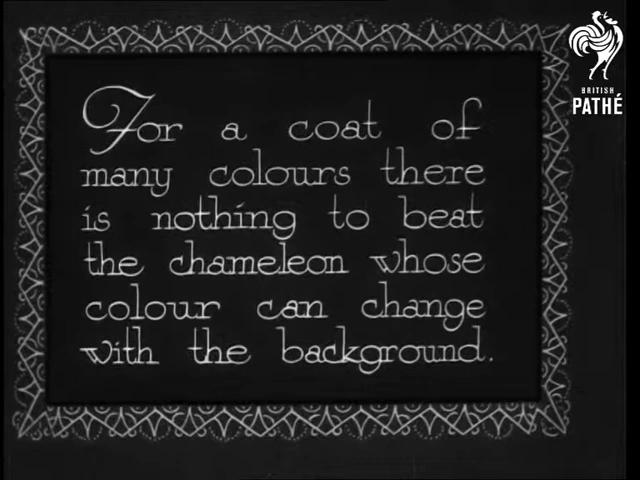 For a coat of
many colours there
is nothing to beat
the chameleon whose
colour can change
with the background.
BRITISH
PATHÉ